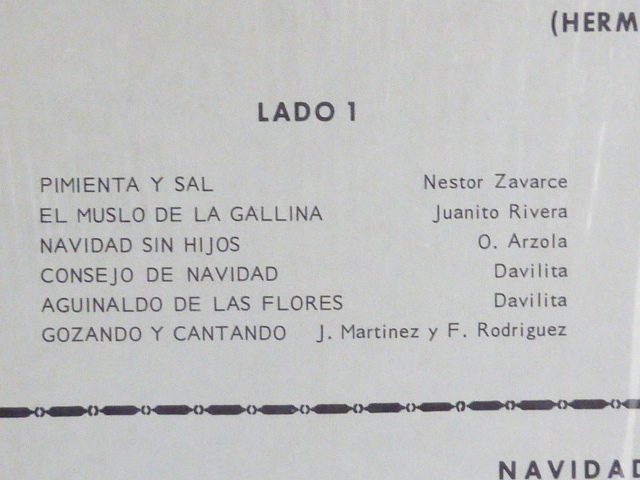 (HERM
LADO 1
PIMIENTA Y SAL Nestor Zavarce
EL MUSLO DE LA GALLINA Juanito Rivera
NAVIDAD SIN HIJOS O. Arzola
CONSEJO DE NAVIDAD Davilita
AGUINALDO DE LAS FLORES Davilita
GOZANDO Y CANTANDO J. Martinez y F. Rodriguez
NAVIDAD